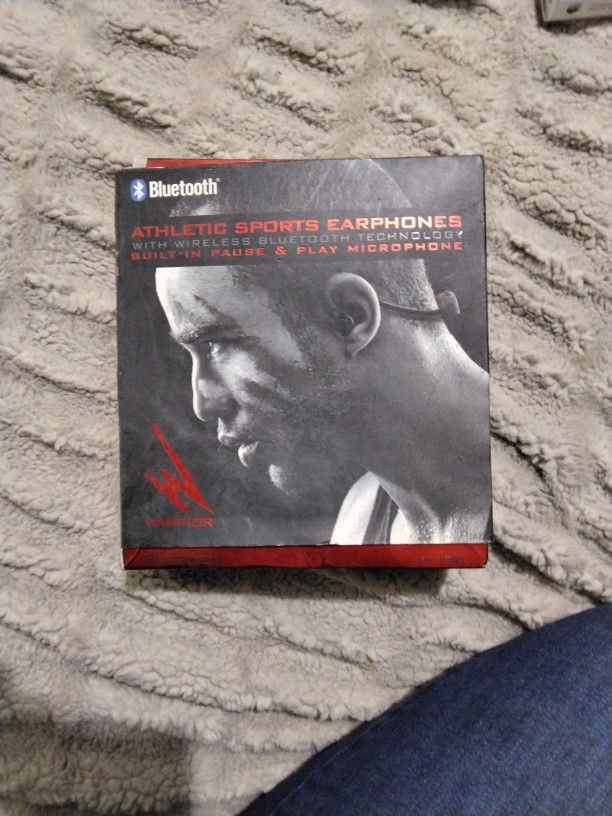 Bluetooth®
ATHLETIC SPORTS EARPHONES
WITH WIRELESS BLUETOOTH TECHNOLOGY
BUILT-IN PAUSE & PLAY MICROPHONE
WARRIOR